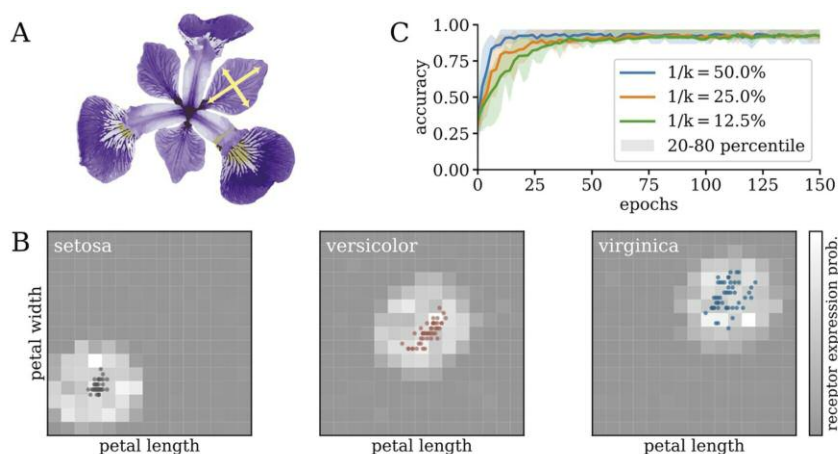 A
C
1.00
0.75
0.50
0.25
0.00
accuracy
1/k = 50.0%
1/k = 25.0%
1/k = 12.5%
20-80 percentile
0 25 50 75 100 125 150
epochs
B
setosa
versicolor
virginica
petal width
petal length
petal length
petal length
receptor expression prob.